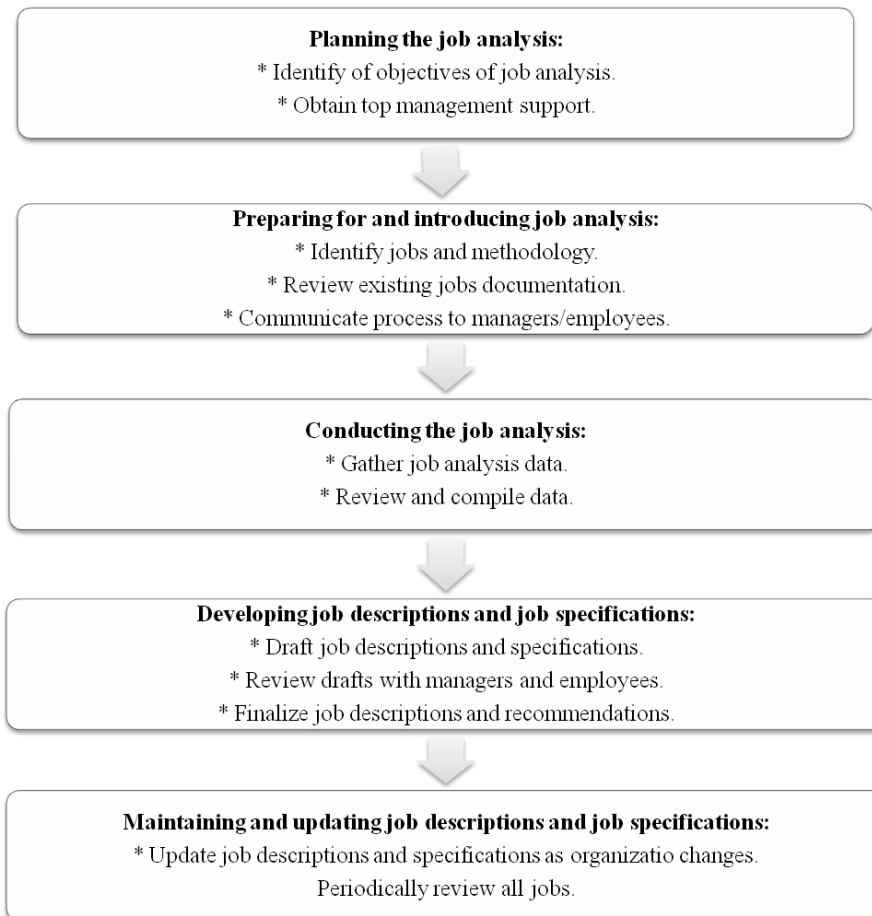 Planning the job analysis:
* Identify of objectives of job analysis.
* Obtain top management support.
Preparing for and introducing job analysis:
* Identify jobs and methodology.
* Review existing jobs documentation.
* Communicate process to managers/employees.
Conducting the job analysis:
* Gather job analysis data.
* Review and compile data.
Developing job descriptions and job specifications:
* Draft job descriptions and specifications.
* Review drafts with managers and employees.
* Finalize job descriptions and recommendations.
Maintaining and updating job descriptions and job specifications:
* Update job descriptions and specifications as organizatio changes.
Periodically review all jobs.